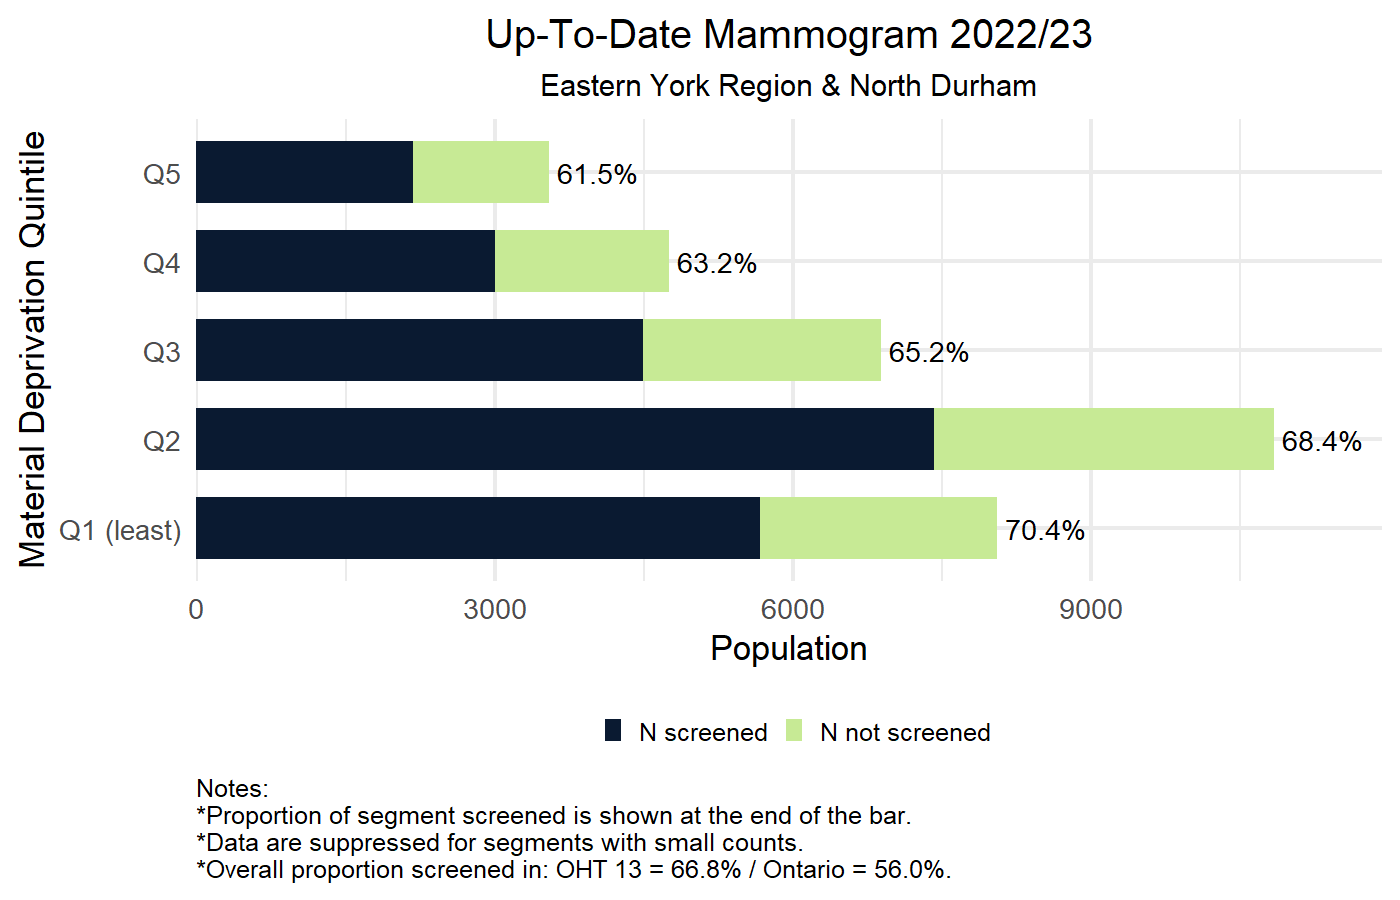 Up-To-Date Mammogram 2022/23
Eastern York Region & North Durham
Material Deprivation Quintile
Q5
61.5%
Q4
63.2%
Q3
65.2%
Q2
68.4%
Q1 (least)
70.4%
0 3000 6000 9000
Population
N screened N not screened
Notes:
*Proportion of segment screened is shown at the end of the bar.
*Data are suppressed for segments with small counts.
*Overall proportion screened in: OHT 13 = 66.8% / Ontario = 56.0%.